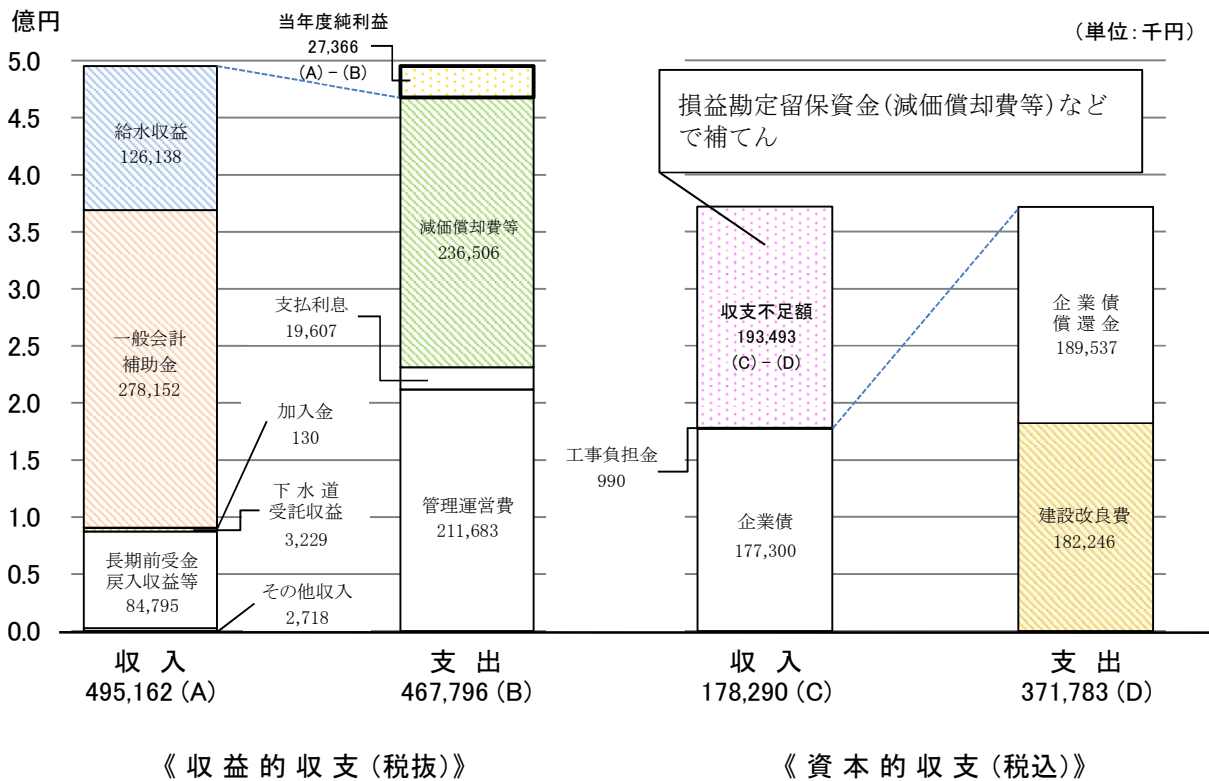 億円
(単位:千円)
5.0
4.5
4.0
3.5
3.0
2.5
2.0
1.5
1.0
0.5
0.0
給水収益
126,138
一般会計
補助金
278,152
加入金
130
下水道
受託収益
3,229
長期前受金
戻入収益等
84,795
その他収入
2,718
収 入
495,162 (A)
当年度純利益
27,366
(A)-(B)
減価償却費等
236,506
支払利息
19,607
管理運営費
211,683
支 出
467,796 (B)
《 収 益 的 収 支 (税抜)》
損益勘定留保資金(減価償却費等)など
で補てん
収支不足額
193,493
(C)-(D)
工事負担金
990
企業債
177,300
収 入
178,290 (C)
企 業 債
償 還 金
189,537
建設改良費
182,246
支 出
371,783 (D)
《 資 本 的 収 支 (税込)》